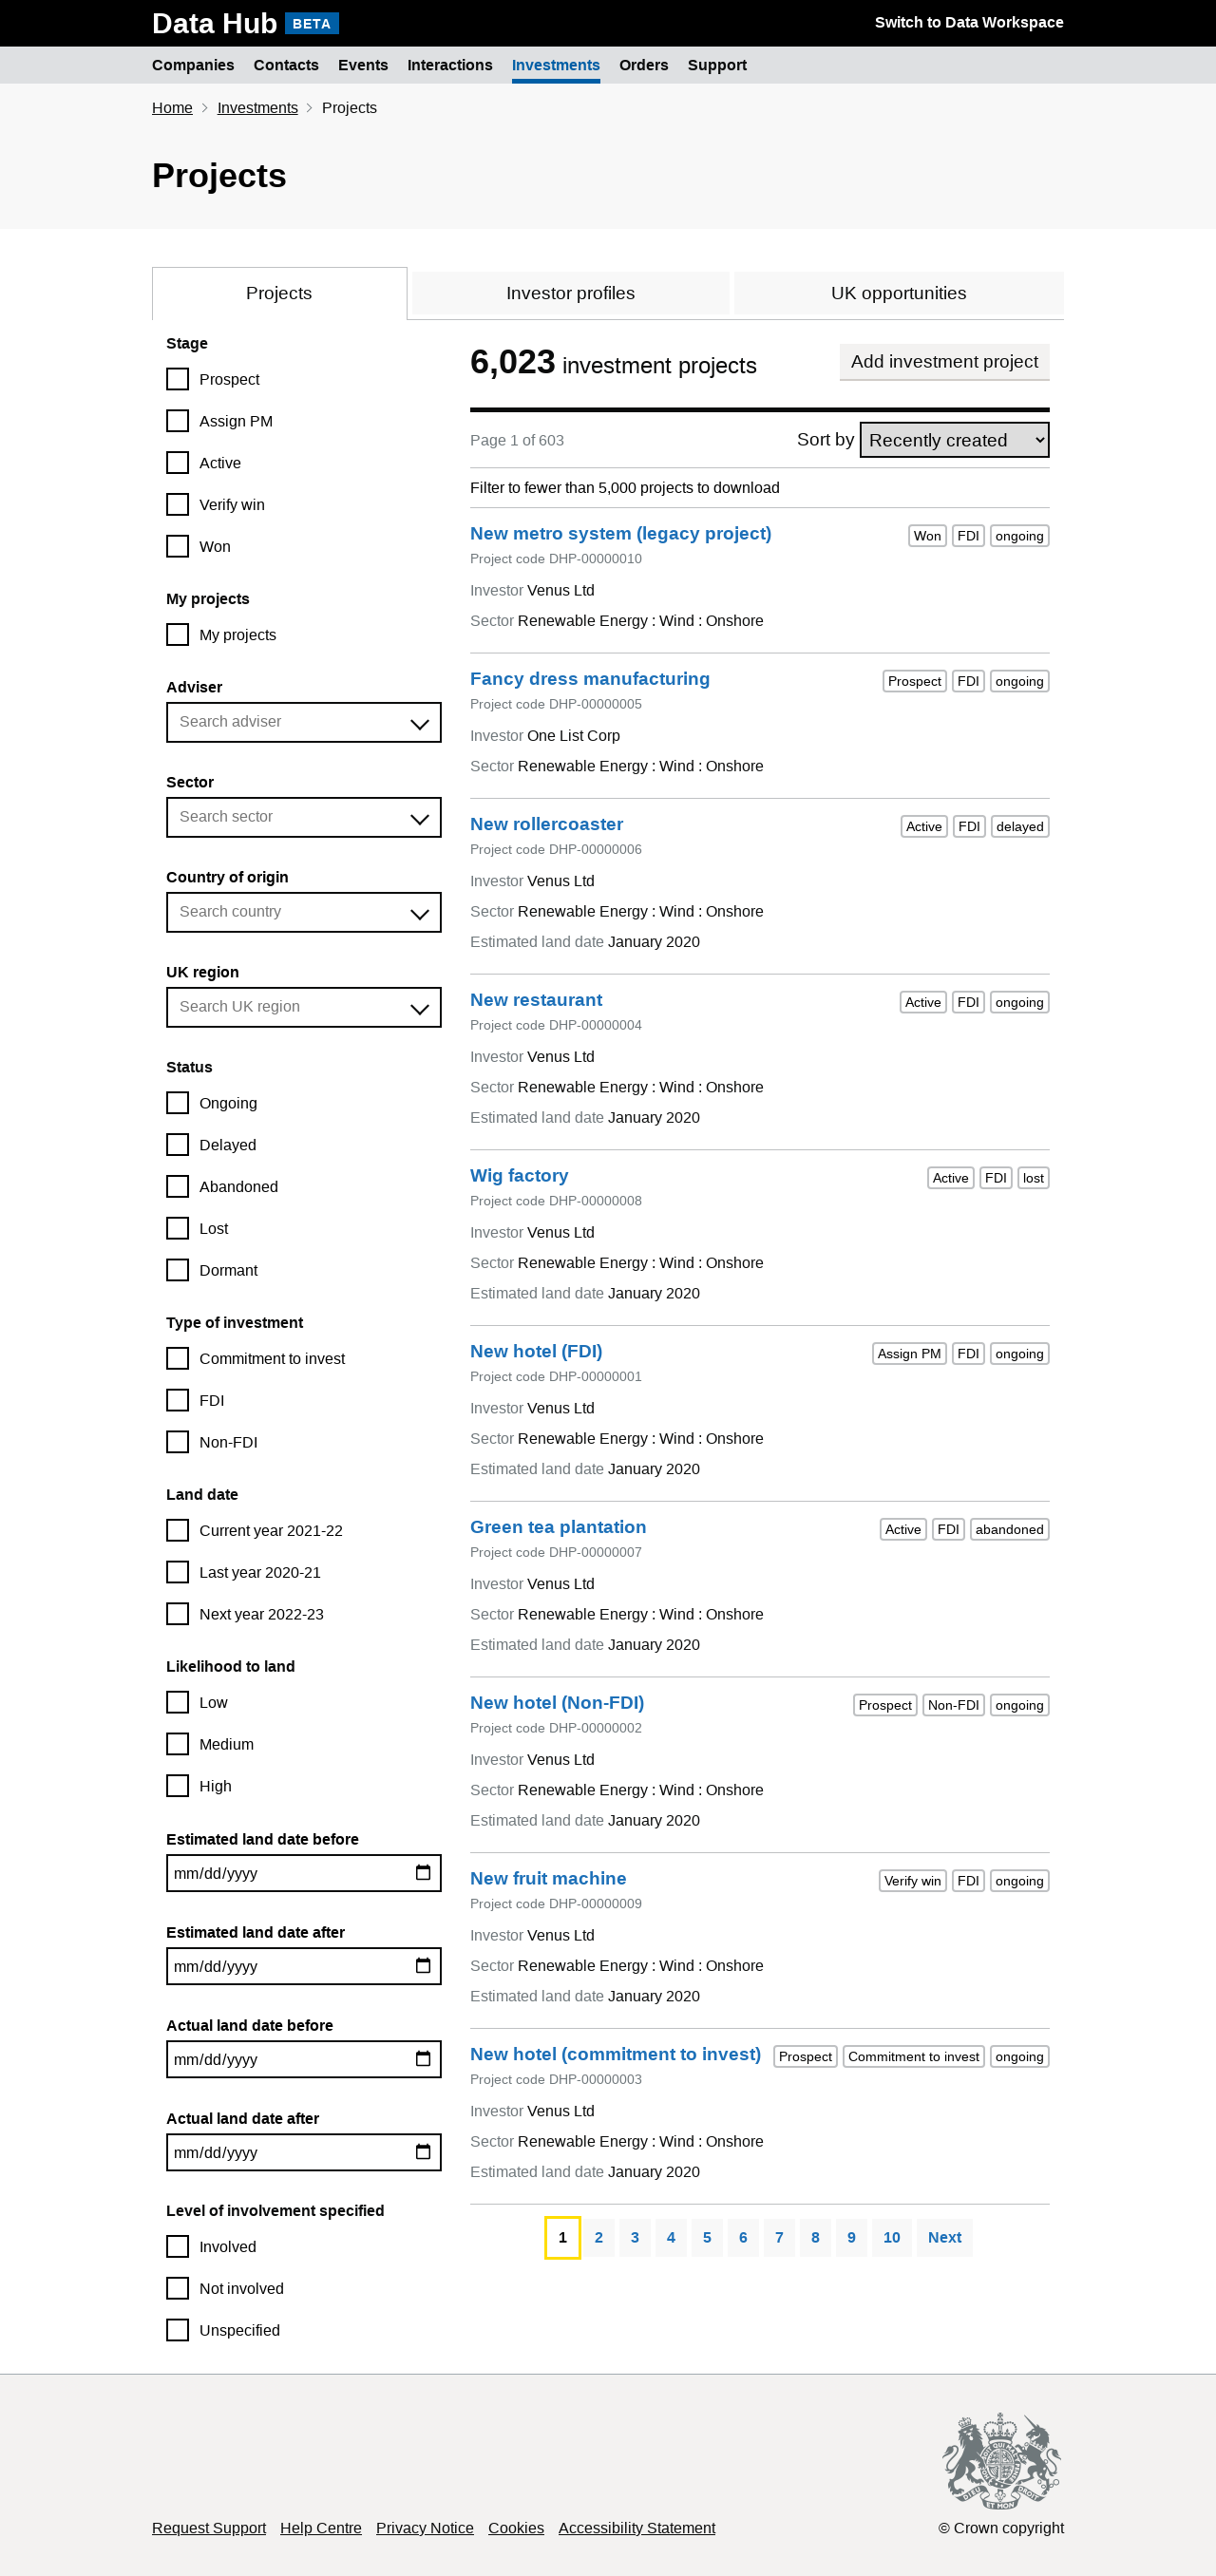 Data Hub BETA
Switch to Data Workspace
Companies Contacts Events Interactions Investments Orders Support
Home Investments Projects
Projects
Projects Investor profiles UK opportunities
Stage
Prospect
Assign PM
Active
Verify win
Won
My projects
My projects
Adviser
Search adviser
Sector
Search sector
Country of origin
Search country
UK region
Search UK region
Status
Ongoing
Delayed
Abandoned
Lost
Dormant
Type of investment
Commitment to invest
FDI
Non-FDI
Land date
Current year 2021-22
Last year 2020-21
Next year 2022-23
Likelihood to land
Low
Medium
High
Estimated land date before
mm/dd/yyyy
Estimated land date after
mm/dd/yyyy
Actual land date before
mm/dd/yyyy
Actual land date after
mm/dd/yyyy
Level of involvement specified
Involved
Not involved
Unspecified
6,023 investment projects
Add investment project
Page 1 of 603
Sort by Recently created
Filter to fewer than 5,000 projects to download
New metro system (legacy project) Won FDI ongoing
Project code DHP-00000010
Investor Venus Ltd
Sector Renewable Energy : Wind : Onshore
Fancy dress manufacturing Prospect FDI ongoing
Project code DHP-00000005
Investor One List Corp
Sector Renewable Energy : Wind : Onshore
New rollercoaster Active FDI delayed
Project code DHP-00000006
Investor Venus Ltd
Sector Renewable Energy : Wind : Onshore
Estimated land date January 2020
New restaurant Active FDI ongoing
Project code DHP-00000004
Investor Venus Ltd
Sector Renewable Energy : Wind : Onshore
Estimated land date January 2020
Wig factory Active FDI lost
Project code DHP-00000008
Investor Venus Ltd
Sector Renewable Energy : Wind : Onshore
Estimated land date January 2020
New hotel (FDI) Assign PM FDI ongoing
Project code DHP-00000001
Investor Venus Ltd
Sector Renewable Energy : Wind : Onshore
Estimated land date January 2020
Green tea plantation Active FDI abandoned
Project code DHP-00000007
Investor Venus Ltd
Sector Renewable Energy : Wind : Onshore
Estimated land date January 2020
New hotel (Non-FDI) Prospect Non-FDI ongoing
Project code DHP-00000002
Investor Venus Ltd
Sector Renewable Energy : Wind : Onshore
Estimated land date January 2020
New fruit machine Verify win FDI ongoing
Project code DHP-00000009
Investor Venus Ltd
Sector Renewable Energy : Wind : Onshore
Estimated land date January 2020
New hotel (commitment to invest) Prospect Commitment to invest ongoing
Project code DHP-00000003
Investor Venus Ltd
Sector Renewable Energy : Wind : Onshore
Estimated land date January 2020
1 2 3 4 5 6 7 8 9 10 Next
DIEU ET MON DROIT
Request Support Help Centre Privacy Notice Cookies Accessibility Statement
© Crown copyright